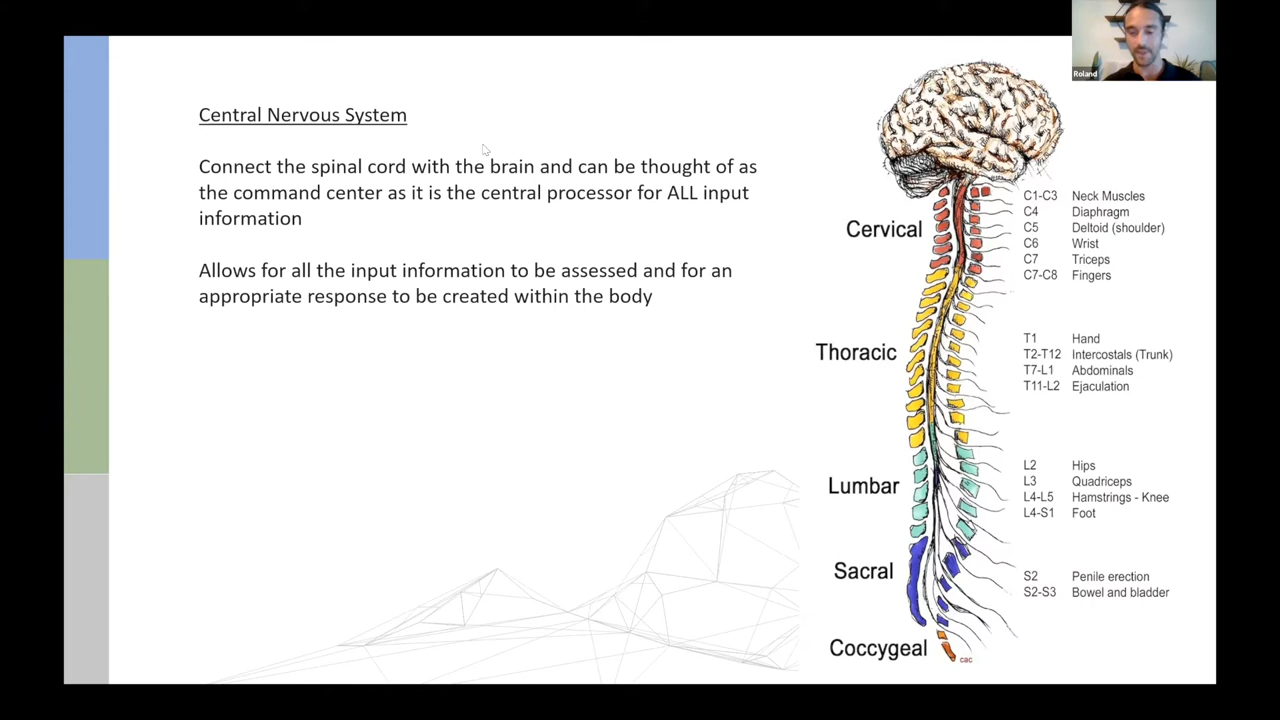 Roland
Central Nervous System
Connect the spinal cord with the brain and can be thought of as
the command center as it is the central processor for ALL input
information
Allows for all the input information to be assessed and for an
appropriate response to be created within the body
Cervical
C1-C3 Neck Muscles
C4 Diaphragm
C5 Deltoid (shoulder)
C6 Wrist
C7 Triceps
C7-C8 Fingers
Thoracic
T1 Hand
T2-T12 Intercostals (Trunk)
T7-L1 Abdominals
T11-L2 Ejaculation
Lumbar
L2 Hips
L3 Quadriceps
L4-L5 Hamstrings - Knee
L4-S1 Foot
Sacral
S2 Penile erection
S2-S3 Bowel and bladder
Coccygeal
cac